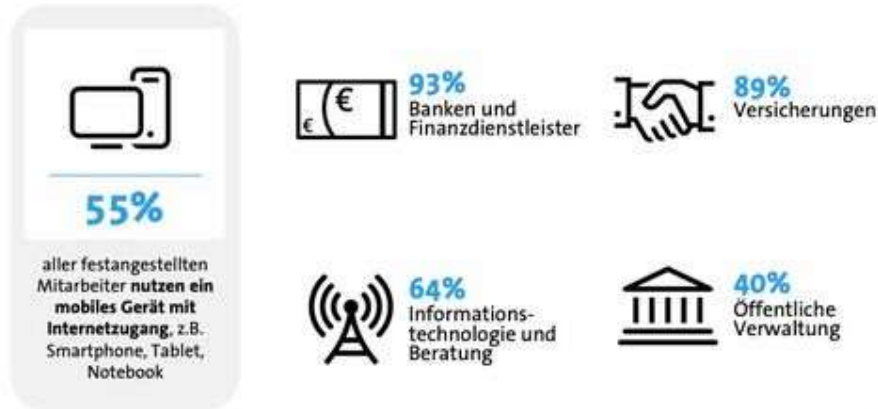 55%
aller festangestellten
Mitarbeiter nutzen ein
mobiles Gerät mit
Internetzugang, z.B.
Smartphone, Tablet,
Notebook
€ € 93%
Banken und
Finanzdienstleister
89%
Versicherungen
64%
Informations-
technologie und
Beratung
40%
Öffentliche
Verwaltung